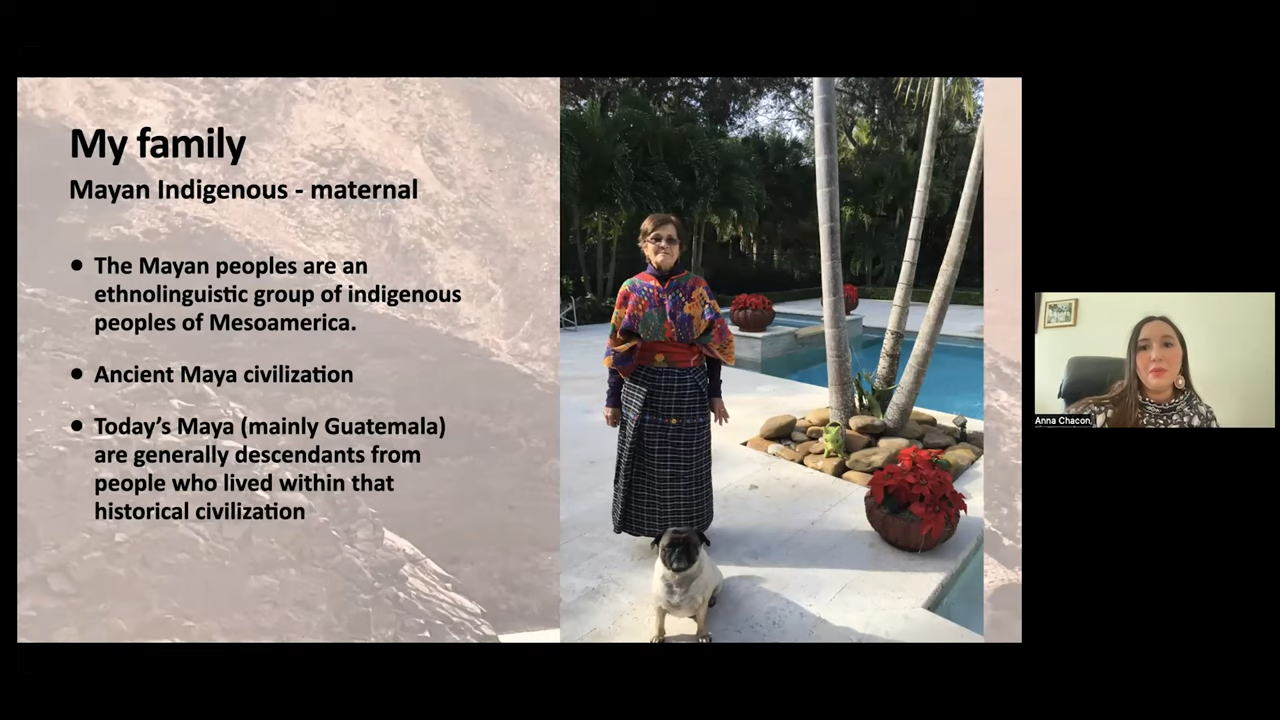 My family
Mayan Indigenous - maternal
● The Mayan peoples are an
ethnolinguistic group of indigenous
peoples of Mesoamerica.
● Ancient Maya civilization
● Today's Maya (mainly Guatemala)
are generally descendants from
people who lived within that
historical civilization
Anna Chacon,